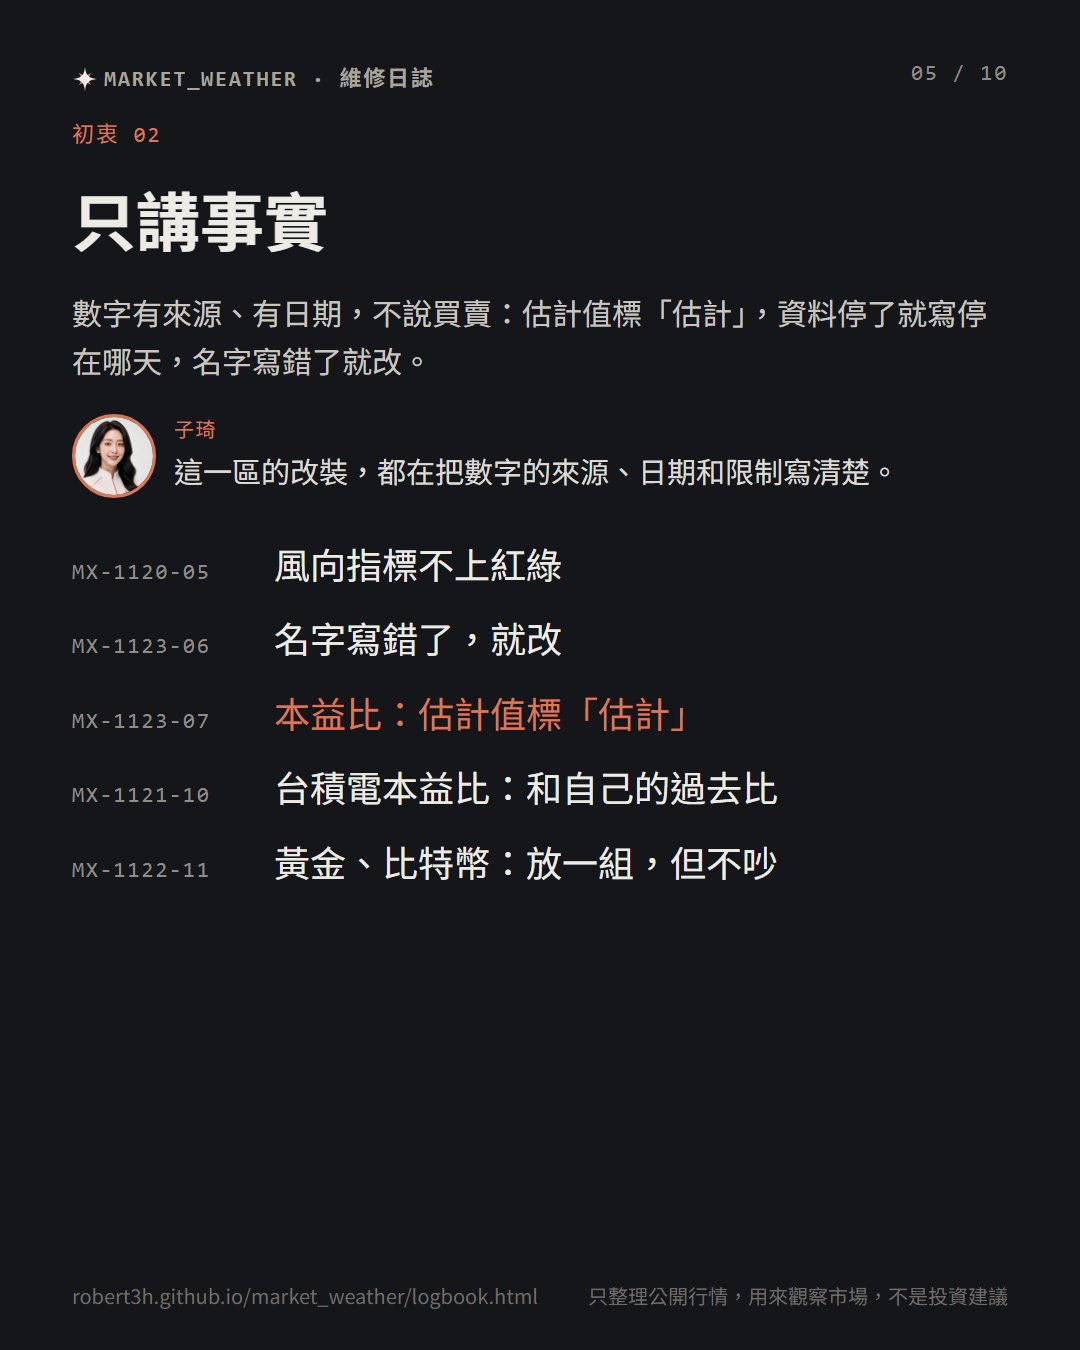 MARKET_WEATHER · 維修日誌
05 / 10
初衷 02
只講事實
數字有來源、有日期，不說買賣：估計值標「估計」，資料停了就寫停
在哪天，名字寫錯了就改。
子琦
這一區的改裝，都在把數字的來源、日期和限制寫清楚。
MX-1120-05 風向指標不上紅綠
MX-1123-06 名字寫錯了，就改
MX-1123-07 本益比：估計值標「估計」
MX-1121-10 台積電本益比：和自己的過去比
MX-1122-11 黃金、比特幣：放一組，但不吵
robert3h.github.io/market_weather/logbook.html
只整理公開行情，用來觀察市場，不是投資建議